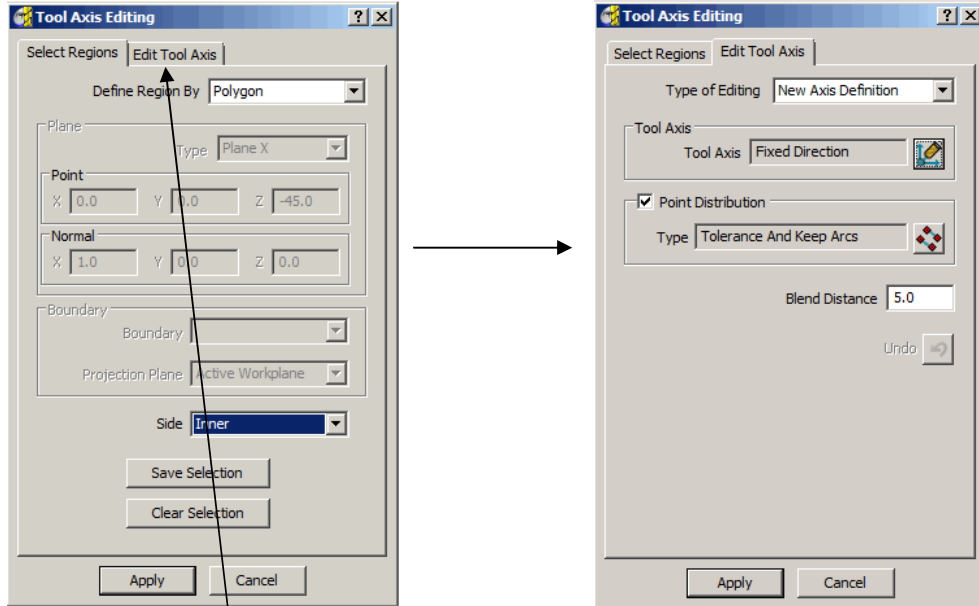 Tool Axis Editing
Select Regions Edit Tool Axis
Define Region By Polygon
Plane
Type Plane X
Point
X 0.0 Y 0.0 Z -45.0
Normal
X 1.0 Y 0.0 Z 0.0
Boundary
Boundary
Projection Plane Active Workplane
Side Inner
Save Selection
Clear Selection
Apply Cancel
Tool Axis Editing
Select Regions Edit Tool Axis
Type of Editing New Axis Definition
Tool Axis
Tool Axis Fixed Direction
Point Distribution
Type Tolerance And Keep Arcs
Blend Distance 5.0
Undo
Apply Cancel